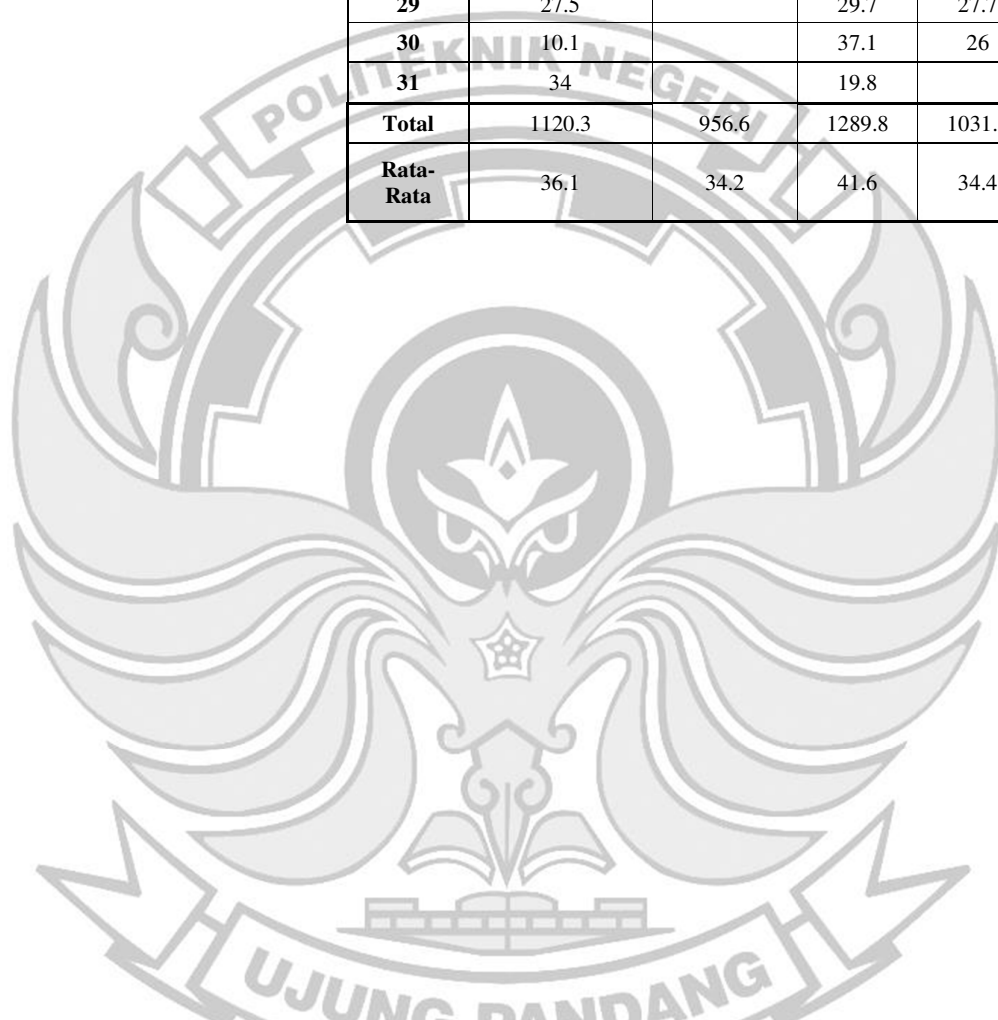 29 27.5 29.7 27.7
30 10.1 37.1 26
31 34 19.8
Total 1120.3 956.6 1289.8 1031.
Rata-
Rata 36.1 34.2 41.6 34.4
POLITEKNIK NEGERI
UJUNG PANDANG